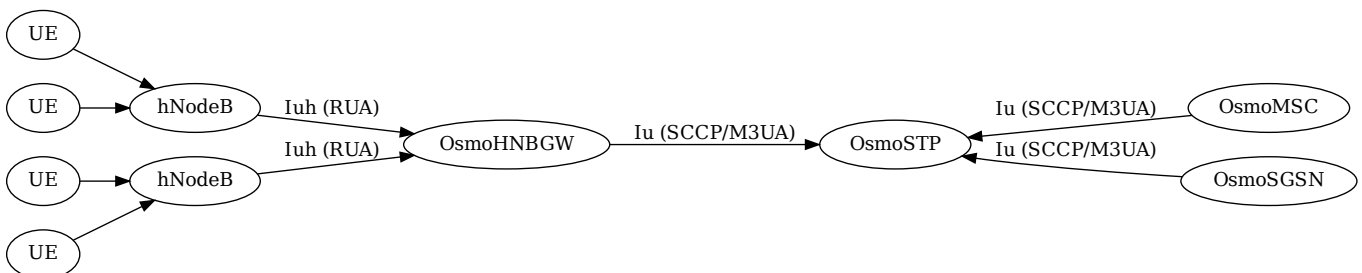 UE
UE
UE
UE
hNodeB
hNodeB
Iuh (RUA)
Iuh (RUA)
OsmoHNBGW
Iu (SCCP/M3UA)
OsmoSTP
Iu (SCCP/M3UA)
Iu (SCCP/M3UA)
OsmoMSC
OsmoSGSN